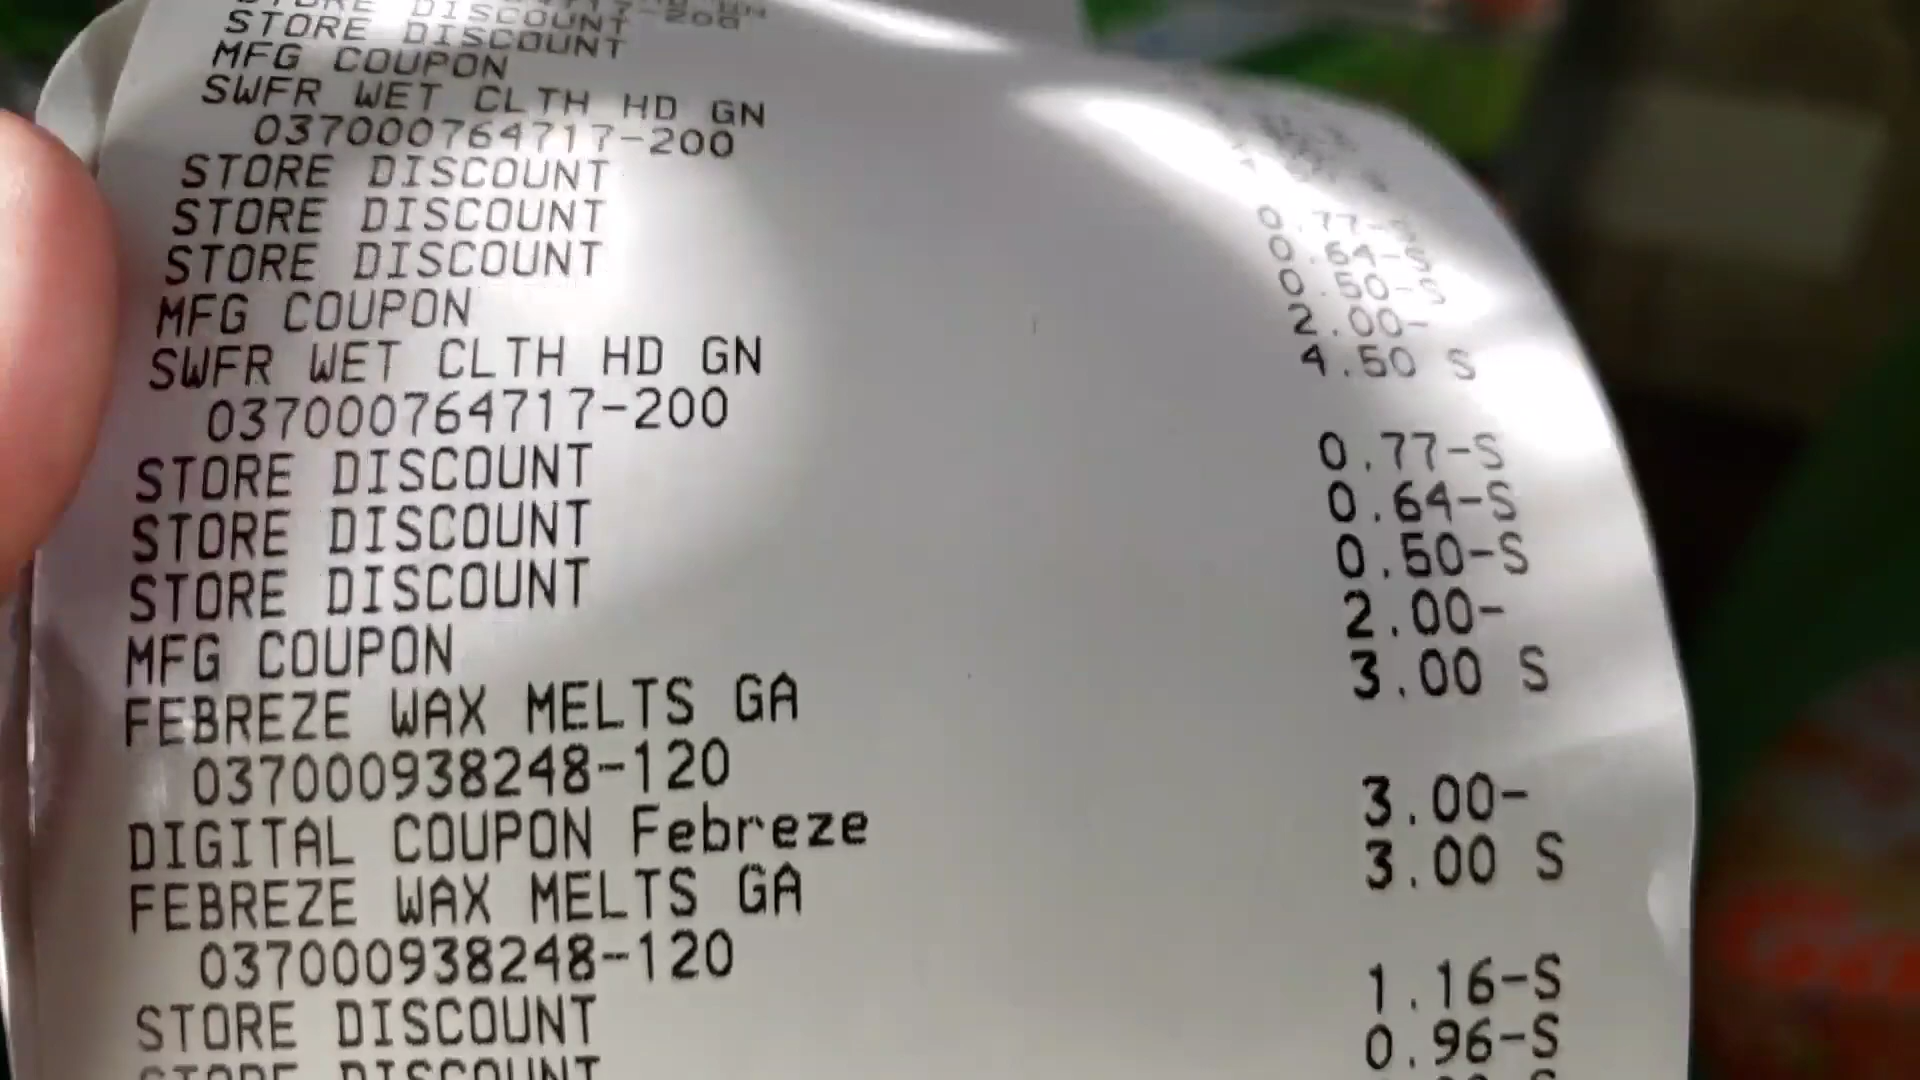 STORE DISCOUNT
STORE DISCOUNT
MFG COUPON
SWFR WET CLTH HD GN
037000764717-200
STORE DISCOUNT 0.77-S
STORE DISCOUNT 0.64-S
STORE DISCOUNT 0.50-S
MFG COUPON 2.00-
SWFR WET CLTH HD GN 4.50 S
037000764717-200
STORE DISCOUNT 0.77-S
STORE DISCOUNT 0.64-S
STORE DISCOUNT 0.50-S
MFG COUPON 2.00-
FEBREZE WAX MELTS GA 3.00 S
037000938248-120
DIGITAL COUPON Febreze 3.00-
FEBREZE WAX MELTS GA 3.00 S
037000938248-120
STORE DISCOUNT 1.16-S
STORE DISCOUNT 0.96-S